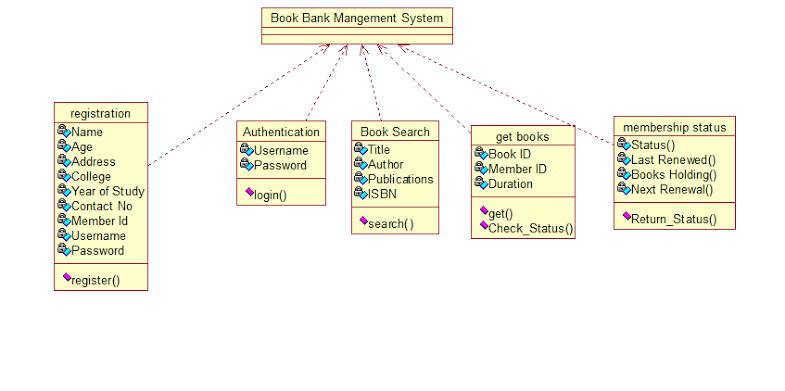 Book Bank Mangement System
registration
Name
Age
Address
College
Year of Study
Contact No
Member Id
Username
Password
register()
Authentication
Username
Password
login()
Book Search
Title
Author
Publications
ISBN
search()
get books
Book ID
Member ID
Duration
get()
Check_Status()
membership status
Status()
Last Renewed()
Books Holding()
Next Renewal()
Return_Status()